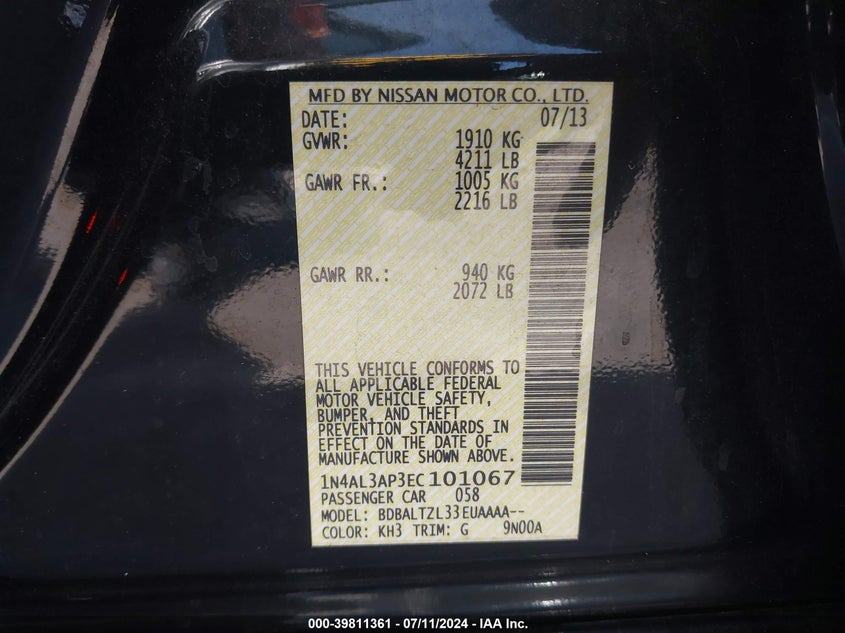 MFD BY NISSAN MOTOR CO., LTD.
DATE: 07/13
GVWR: 1910 KG
4211 LB
GAWR FR.: 1005 KG
2216 LB
GAWR RR.: 940 KG
2072 LB
THIS VEHICLE CONFORMS TO
ALL APPLICABLE FEDERAL
MOTOR VEHICLE SAFETY,
BUMPER, AND THEFT
PREVENTION STANDARDS IN
EFFECT ON THE DATE OF
MANUFACTURE SHOWN ABOVE.
1N4AL3AP3EC101067
PASSENGER CAR 058
MODEL: BDBALTZL33EUAAAA--
COLOR: KH3 TRIM: G 9N00A
000-39811361 - 07/11/2024 - IAA Inc.